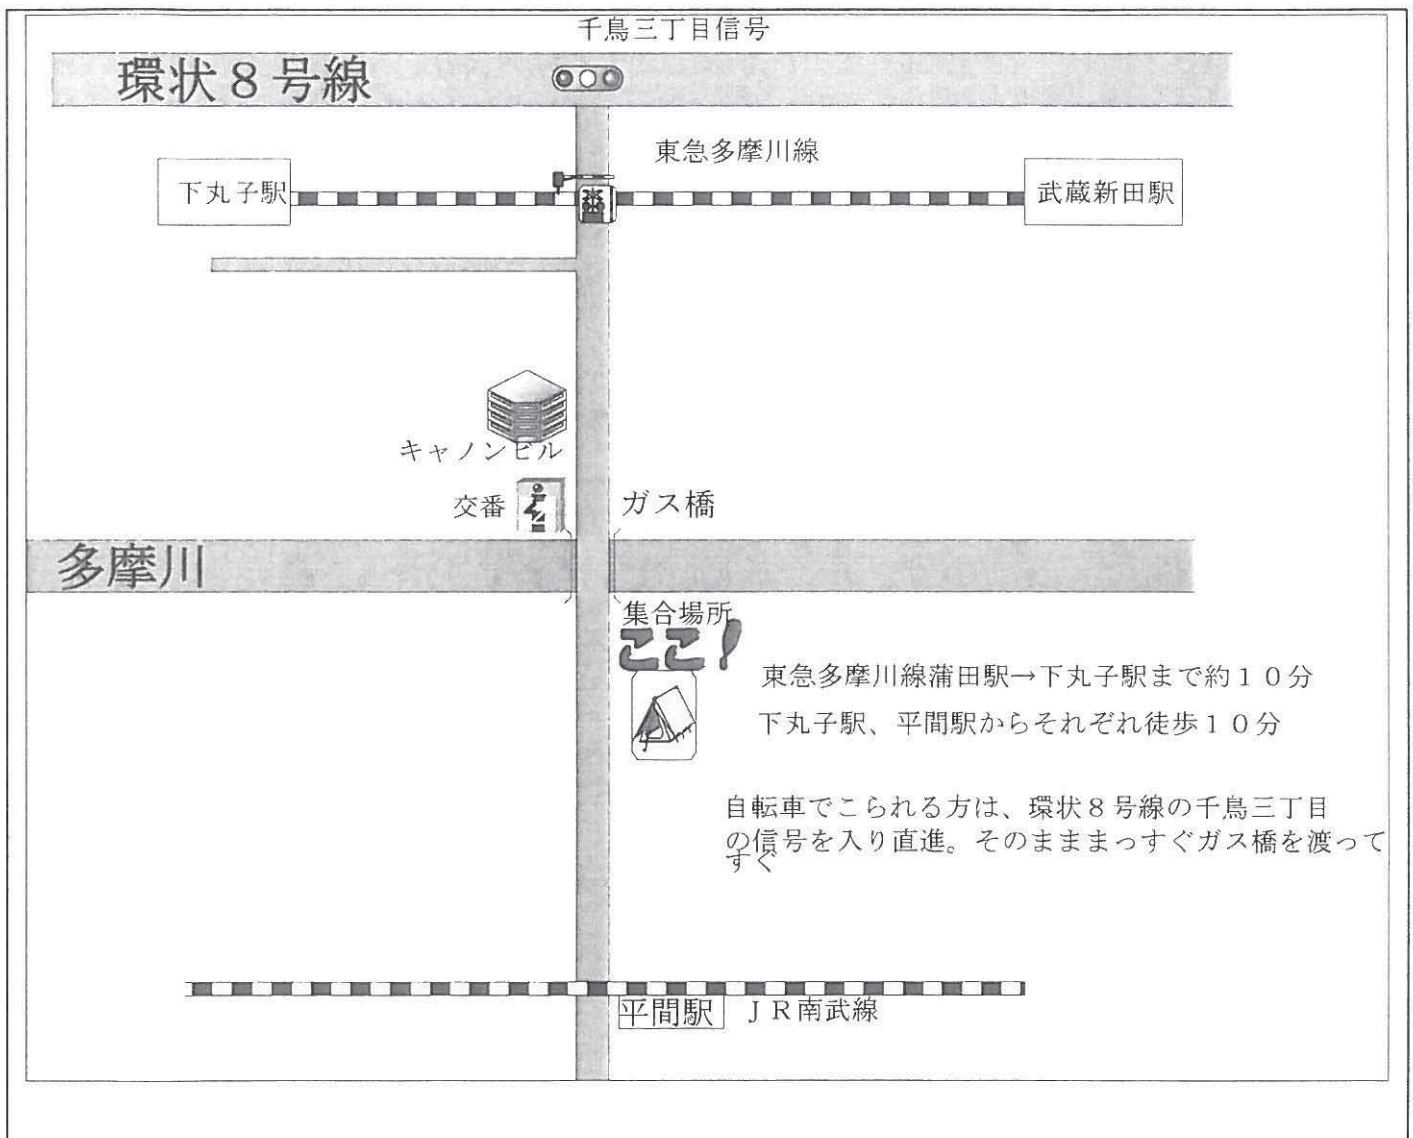 千鳥三丁目信号
環状８号線
東急多摩川線
下丸子駅
武蔵新田駅
キャノンビル
交番
ガス橋
多摩川
集合場所
ここ！
東急多摩川線蒲田駅→下丸子駅まで約１０分
下丸子駅、平間駅からそれぞれ徒歩１０分
自転車でこられる方は、環状８号線の千鳥三丁目
の信号を入り直進。そのまままっすぐガス橋を渡って
すぐ
平間駅
ＪＲ南武線